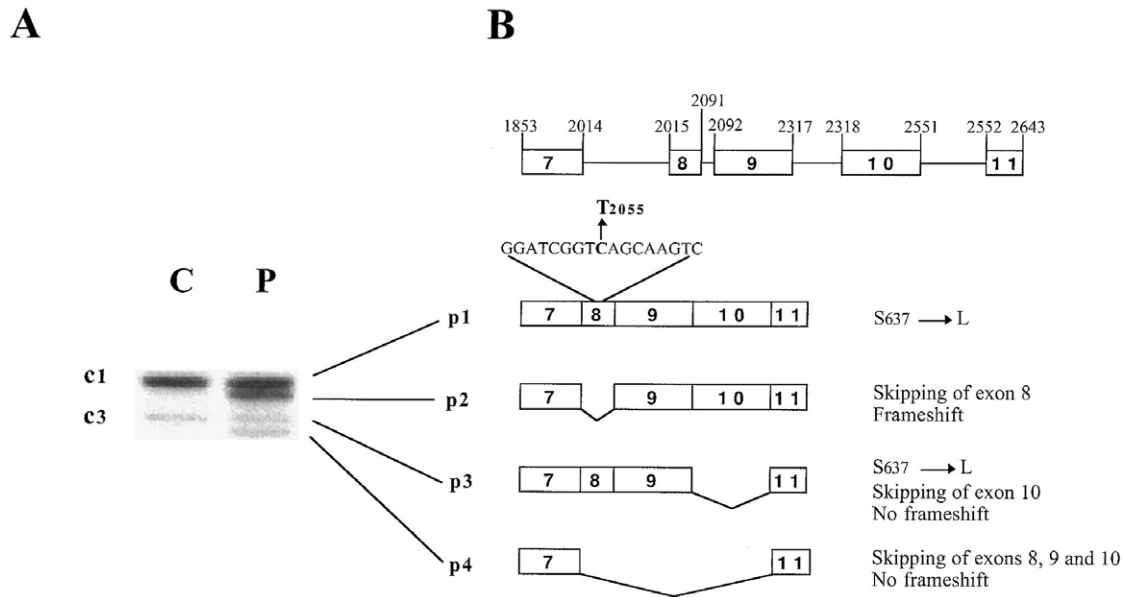 A
B
2091
1853 2014 2015 2092 2317 2318 2551 2552 2643
7 8 9 10 11
T2055
GGATCGGTCAGCAAGTC
C P
c1
c3
p1
7 8 9 10 11
S637 → L
p2
7 9 10 11
Skipping of exon 8
Frameshift
p3
7 8 9 11
S637 → L
Skipping of exon 10
No frameshift
p4
7 11
Skipping of exons 8, 9 and 10
No frameshift